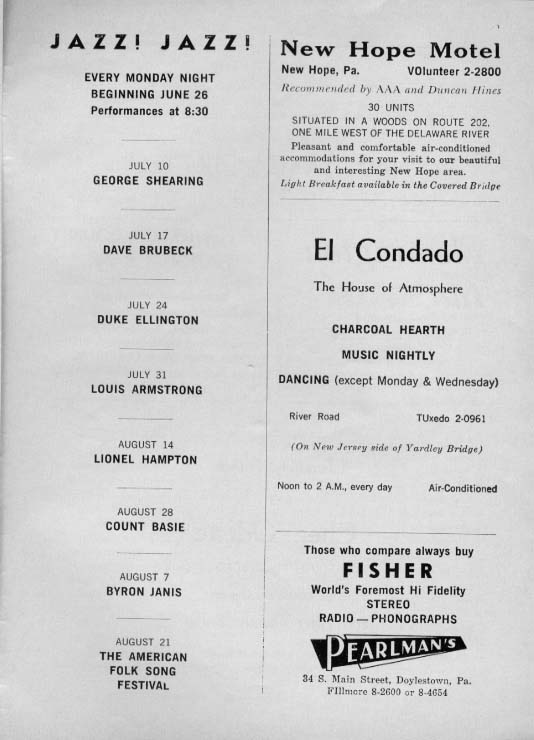 JAZZ! JAZZ!
EVERY MONDAY NIGHT
BEGINNING JUNE 26
Performances at 8:30
JULY 10
GEORGE SHEARING
JULY 17
DAVE BRUBECK
JULY 24
DUKE ELLINGTON
JULY 31
LOUIS ARMSTRONG
AUGUST 14
LIONEL HAMPTON
AUGUST 28
COUNT BASIE
AUGUST 7
BYRON JANIS
AUGUST 21
THE AMERICAN
FOLK SONG
FESTIVAL
New Hope Motel
New Hope, Pa. VOlunteer 2-2800
Recommended by AAA and Duncan Hines
30 UNITS
SITUATED IN A WOODS ON ROUTE 202,
ONE MILE WEST OF THE DELAWARE RIVER
Pleasant and comfortable air-conditioned
accommodations for your visit to our beautiful
and interesting New Hope area.
Light Breakfast available in the Covered Bridge
El Condado
The House of Atmosphere
CHARCOAL HEARTH
MUSIC NIGHTLY
DANCING (except Monday & Wednesday)
River Road TUxedo 2-0961
(On New Jersey side of Yardley Bridge)
Noon to 2 A.M., every day Air-Conditioned
Those who compare always buy
FISHER
World's Foremost Hi Fidelity
STEREO
RADIO — PHONOGRAPHS
PEARLMAN'S
34 S. Main Street, Doylestown, Pa.
FIllmore 8-2600 or 8-4654